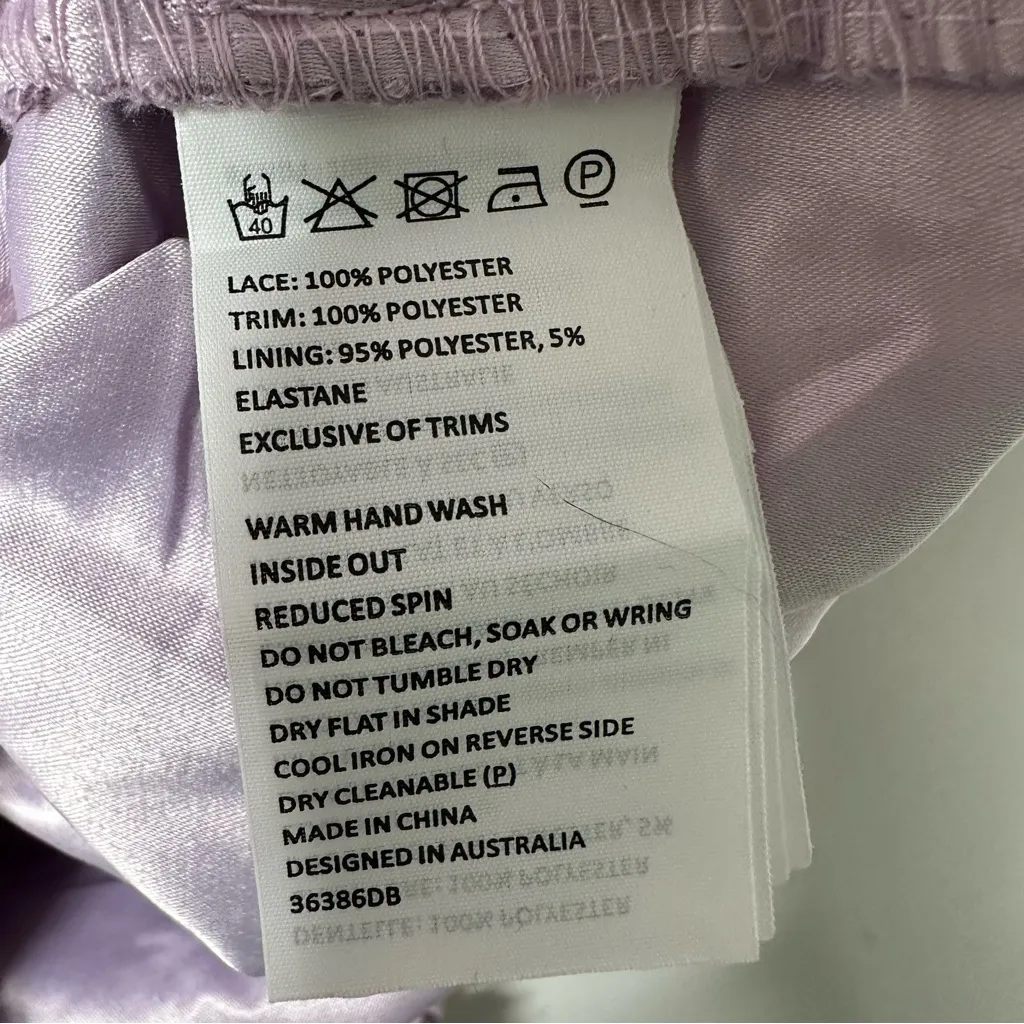 40
P
LACE: 100% POLYESTER
TRIM: 100% POLYESTER
LINING: 95% POLYESTER, 5%
ELASTANE
EXCLUSIVE OF TRIMS
WARM HAND WASH
INSIDE OUT
REDUCED SPIN
DO NOT BLEACH, SOAK OR WRING
DO NOT TUMBLE DRY
DRY FLAT IN SHADE
COOL IRON ON REVERSE SIDE
DRY CLEANABLE (P)
MADE IN CHINA
DESIGNED IN AUSTRALIA
36386DB